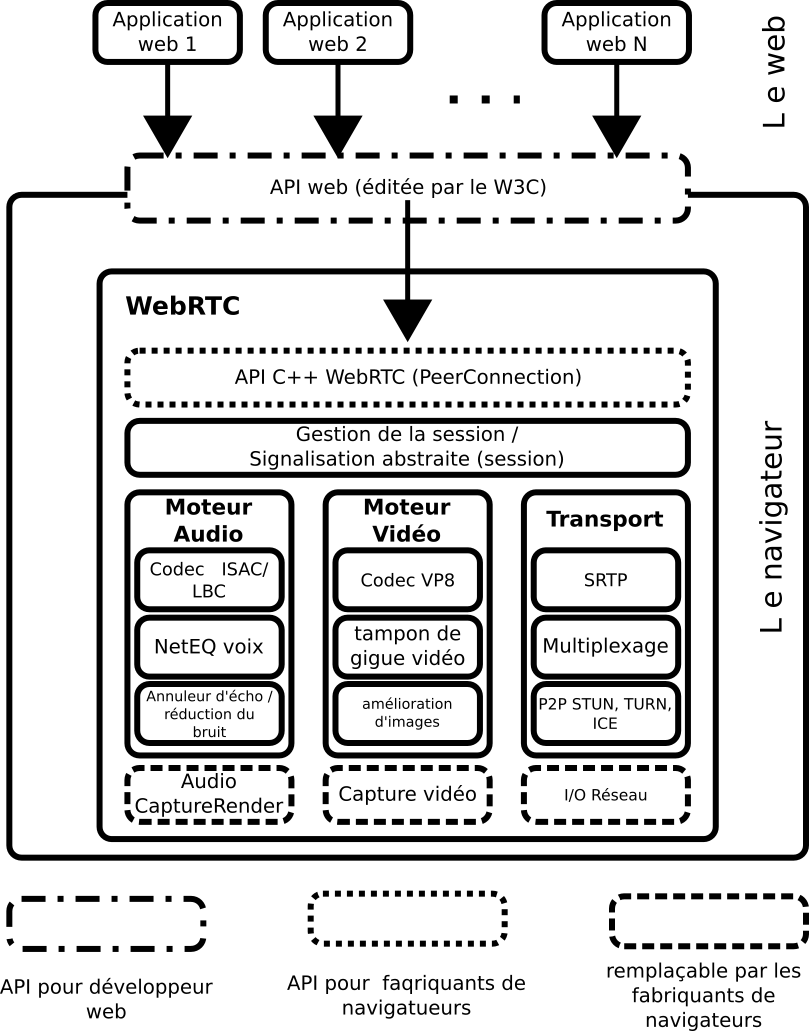 Application
web 1
Application
web 2
Application
web N
Le web
. . .
API web (éditée par le W3C)
WebRTC
API C++ WebRTC (PeerConnection)
Gestion de la session /
Signalisation abstraite (session)
Moteur
Audio
Codec ISAC/
LBC
NetEQ voix
Annuleur d'écho /
réduction du
bruit
Audio
CaptureRender
Moteur
Vidéo
Codec VP8
tampon de
gigue vidéo
amélioration
d'images
Capture vidéo
Transport
SRTP
Multiplexage
P2P STUN, TURN,
ICE
I/O Réseau
Le navigateur
API pour développeur
web
API pour faqriquants de
navigatueurs
remplaçable par les
fabriquants de
navigateurs